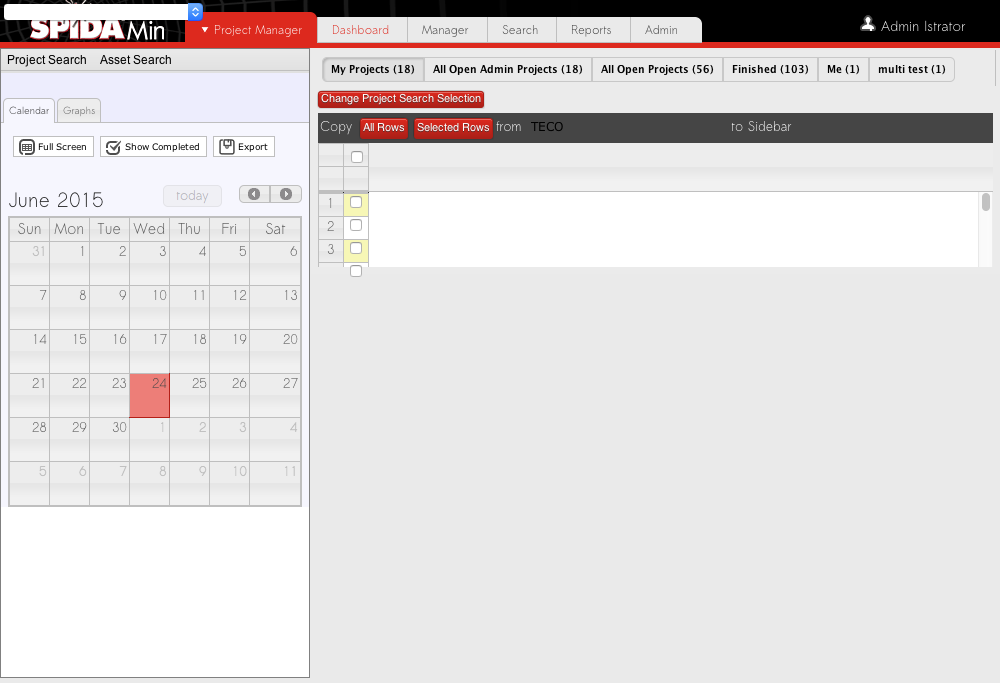 SPIDAMin
▼ Project Manager
Dashboard
Manager
Search
Reports
Admin
Admin Istrator
Project Search Asset Search
Calendar Graphs
Full Screen Show Completed Export
June 2015 today
Sun Mon Tue Wed Thu Fri Sat
31 1 2 3 4 5 6
7 8 9 10 11 12 13
14 15 16 17 18 19 20
21 22 23 24 25 26 27
28 29 30 1 2 3 4
5 6 7 8 9 10 11
My Projects (18) All Open Admin Projects (18) All Open Projects (56) Finished (103) Me (1) multi test (1)
Change Project Search Selection
Copy All Rows Selected Rows from TECO to Sidebar
1
2
3